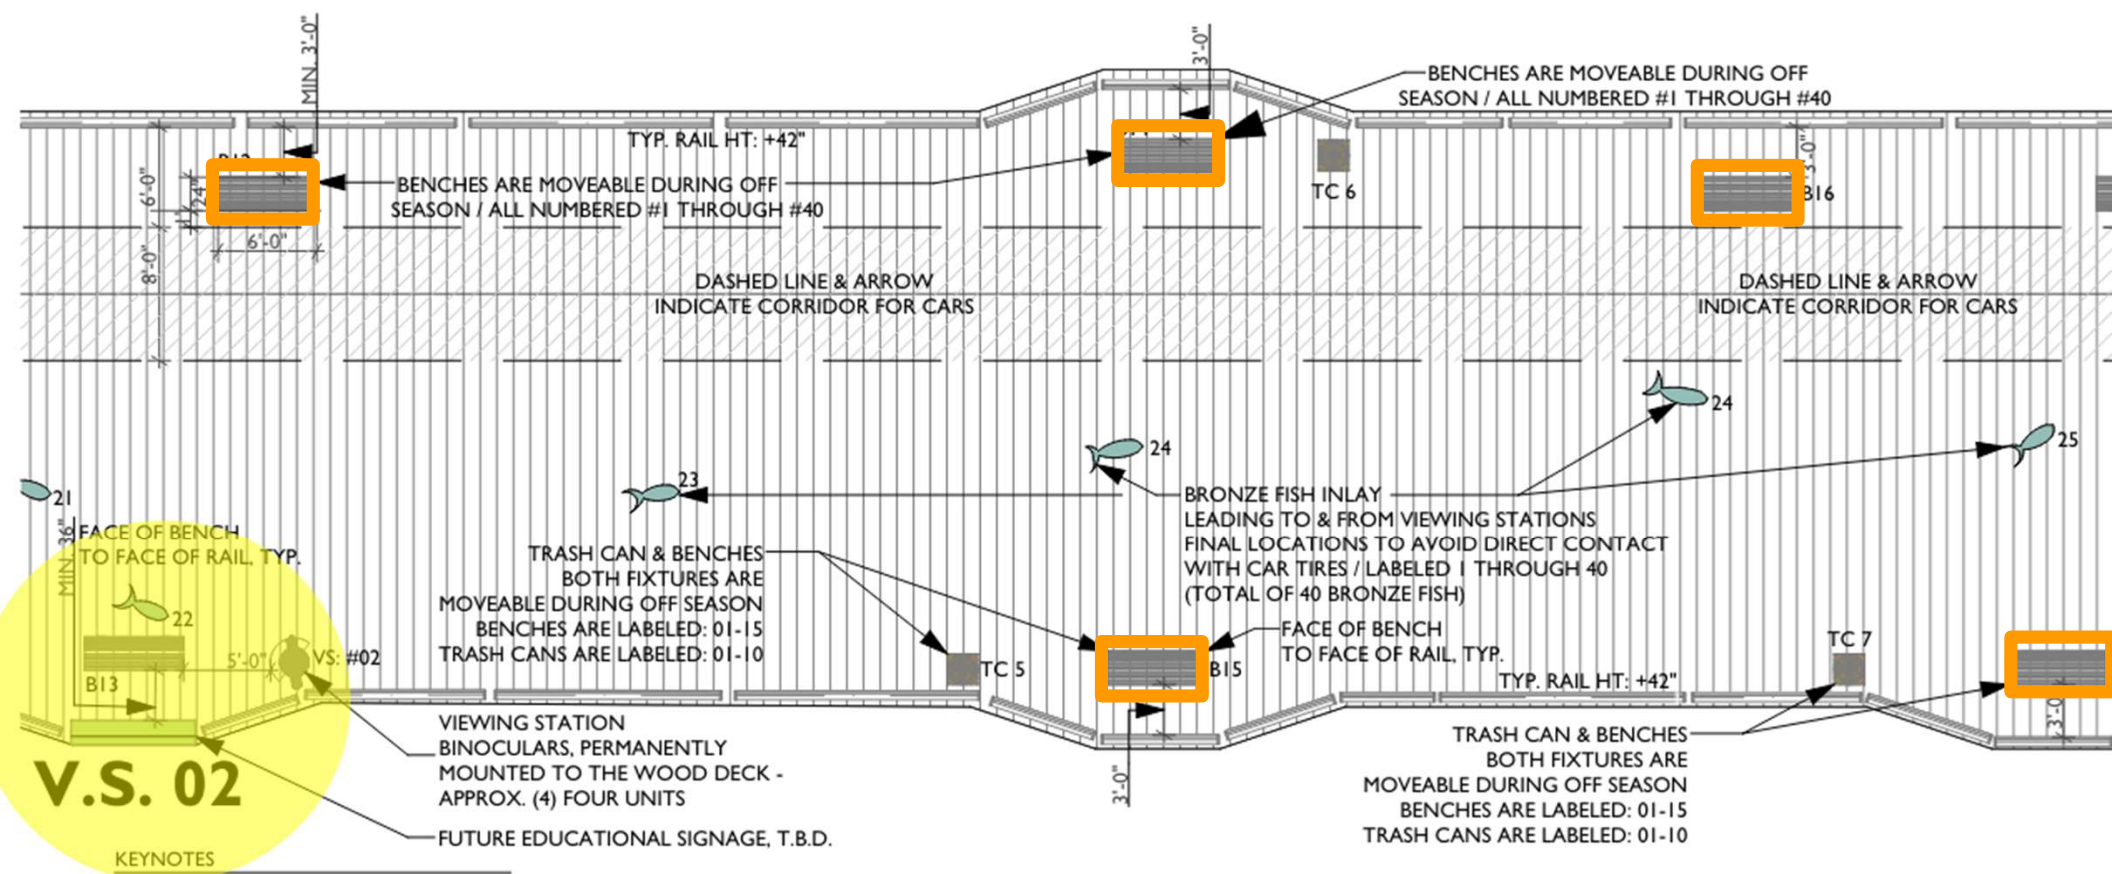 MIN. 3'-0"
3'-0"
BENCHES ARE MOVEABLE DURING OFF
SEASON / ALL NUMBERED #1 THROUGH #40
TYP. RAIL HT: +42"
3'-0"
TC 6
B16
6'-0"
24"
BENCHES ARE MOVEABLE DURING OFF
SEASON / ALL NUMBERED #1 THROUGH #40
6'-0"
8'-0"
DASHED LINE & ARROW
INDICATE CORRIDOR FOR CARS
DASHED LINE & ARROW
INDICATE CORRIDOR FOR CARS
24
24
25
23
21
BRONZE FISH INLAY
LEADING TO & FROM VIEWING STATIONS
FINAL LOCATIONS TO AVOID DIRECT CONTACT
WITH CAR TIRES / LABELED 1 THROUGH 40
(TOTAL OF 40 BRONZE FISH)
MIN. 36"
FACE OF BENCH
TO FACE OF RAIL, TYP.
22
5'-0"
VS: #02
B13
TRASH CAN & BENCHES
BOTH FIXTURES ARE
MOVEABLE DURING OFF SEASON
BENCHES ARE LABELED: 01-15
TRASH CANS ARE LABELED: 01-10
TC 5
B15
FACE OF BENCH
TO FACE OF RAIL, TYP.
TYP. RAIL HT: +42"
TC 7
3'-0
V.S. 02
VIEWING STATION
BINOCULARS, PERMANENTLY
MOUNTED TO THE WOOD DECK -
APPROX. (4) FOUR UNITS
FUTURE EDUCATIONAL SIGNAGE, T.B.D.
3'-0"
TRASH CAN & BENCHES
BOTH FIXTURES ARE
MOVEABLE DURING OFF SEASON
BENCHES ARE LABELED: 01-15
TRASH CANS ARE LABELED: 01-10
KEYNOTES